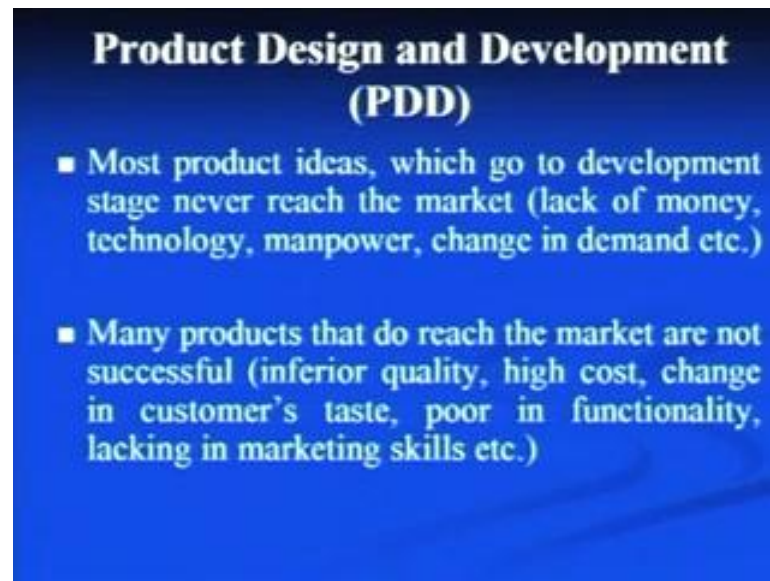 Product Design and Development
(PDD)
Most product ideas, which go to development
stage never reach the market (lack of money,
technology, manpower, change in demand etc.)
Many products that do reach the market are not
successful (inferior quality, high cost, change
in customer's taste, poor in functionality,
lacking in marketing skills etc.)